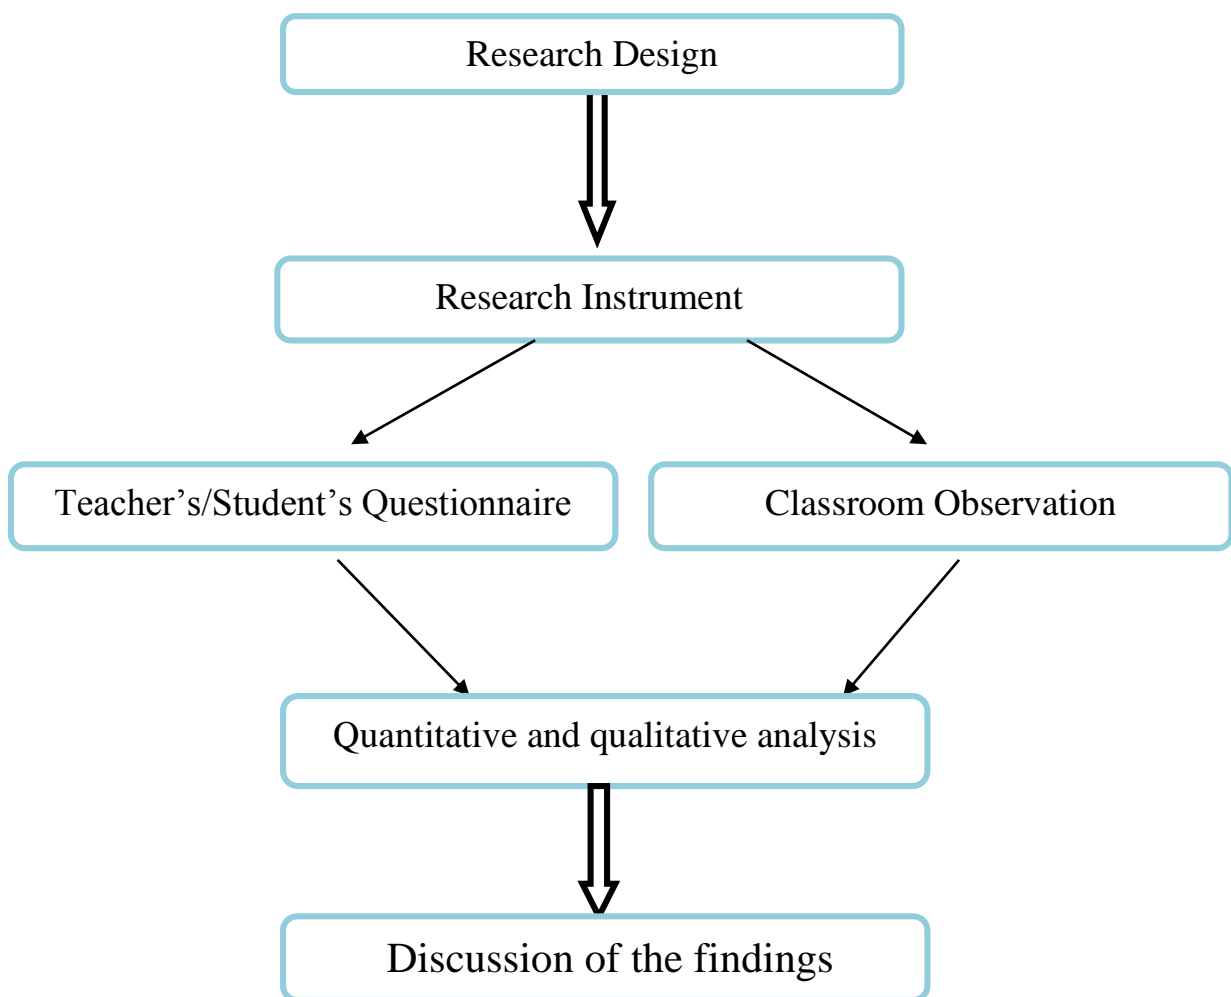 Research Design
Research Instrument
Teacher’s/Student’s Questionnaire
Classroom Observation
Quantitative and qualitative analysis
Discussion of the findings